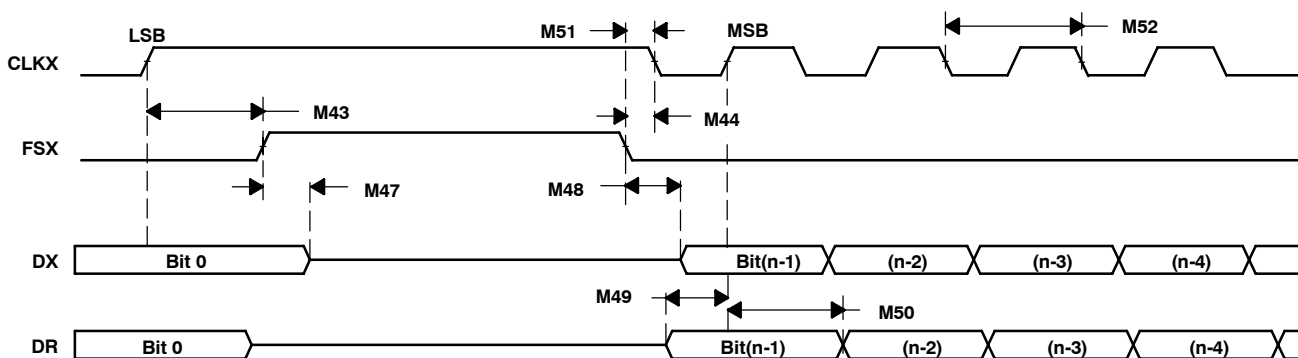 LSB
M51
MSB
M52
CLKX
M43
M44
FSX
M47
M48
DX
Bit 0
Bit(n-1)
(n-2)
(n-3)
(n-4)
M49
M50
DR
Bit 0
Bit(n-1)
(n-2)
(n-3)
(n-4)